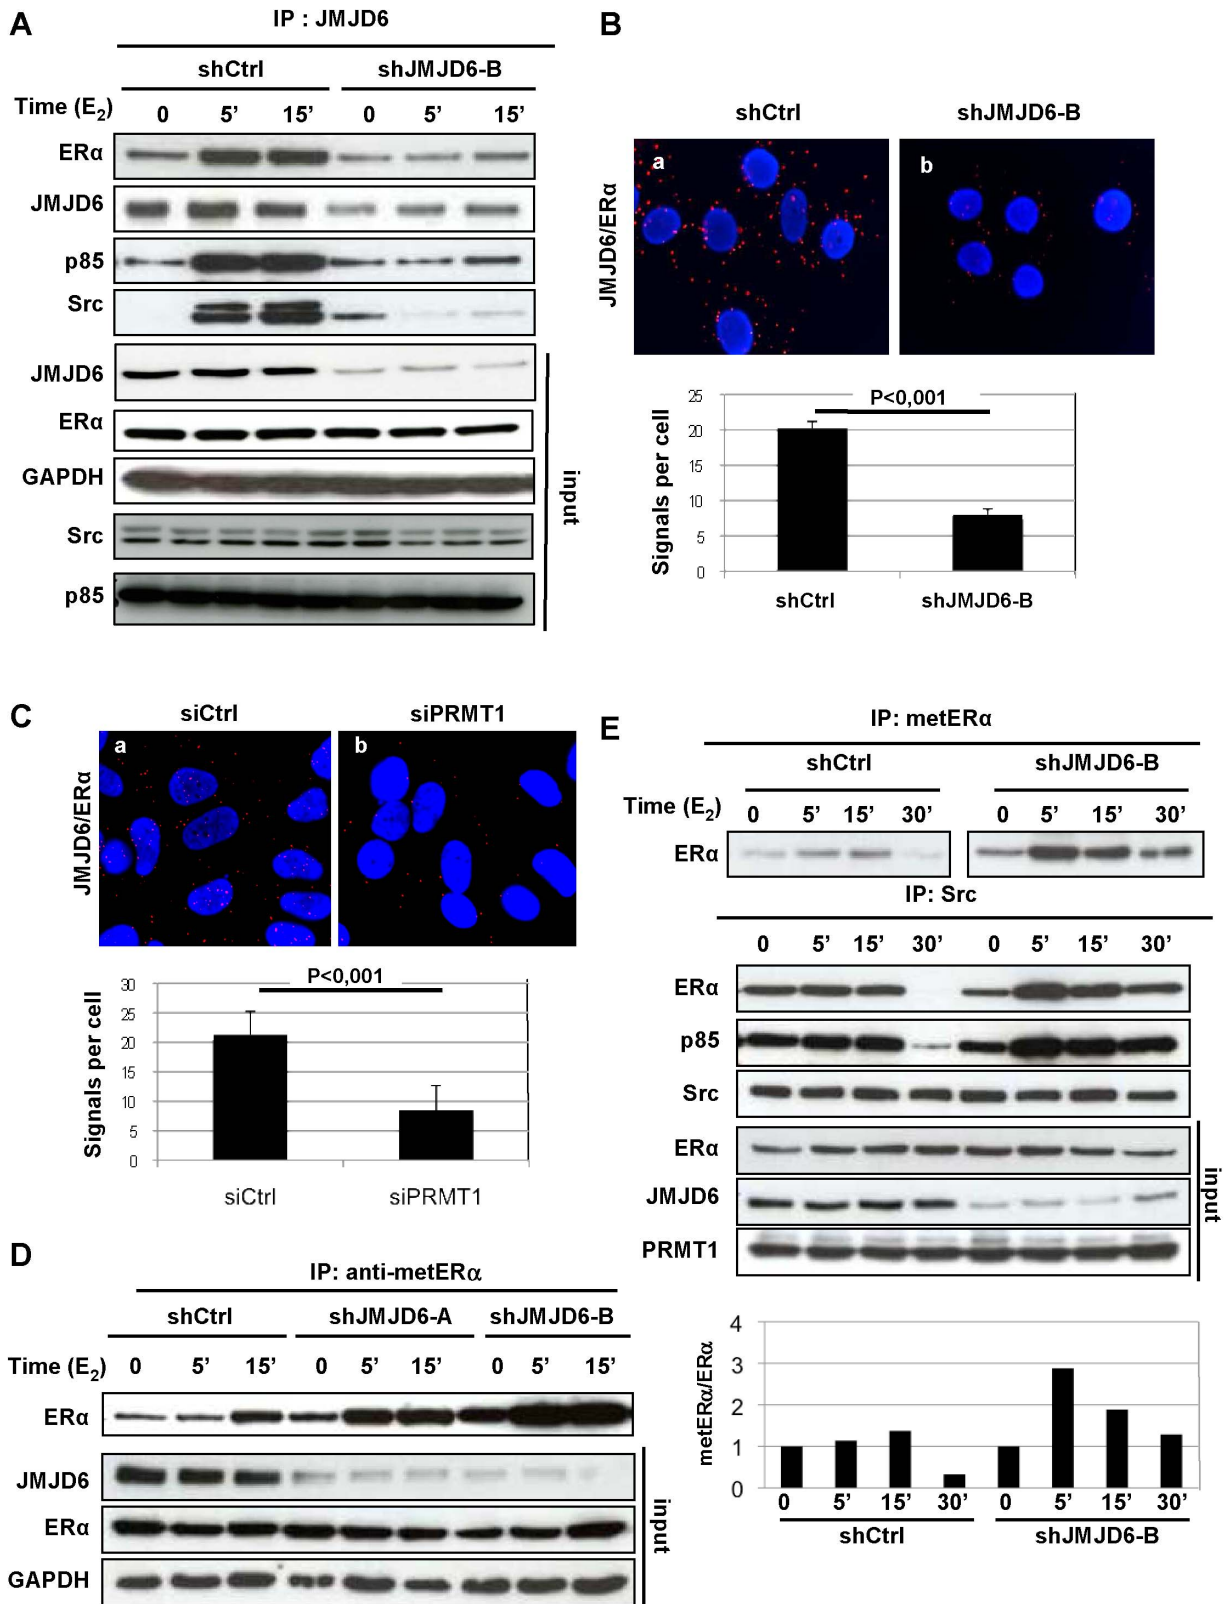 A
IP : JMJD6
shCtrl shJMJD6-B
Time (E2) 0 5’ 15’ 0 5’ 15’
ERα
JMJD6
p85
Src
JMJD6
ERα
GAPDH
Src
p85
input
B
shCtrl shJMJD6-B
JMJD6/ERα
a b
P<0,001
Signals per cell
25
20
15
10
5
0
shCtrl shJMJD6-B
C
siCtrl siPRMT1
JMJD6/ERα
a b
P<0,001
Signals per cell
30
25
20
15
10
5
0
siCtrl siPRMT1
D
IP: anti-metERα
shCtrl shJMJD6-A shJMJD6-B
Time (E2) 0 5’ 15’ 0 5’ 15’ 0 5’ 15’
ERα
JMJD6
ERα
GAPDH
input
E
IP: metERα
shCtrl shJMJD6-B
Time (E2) 0 5’ 15’ 30’ 0 5’ 15’ 30’
ERα
IP: Src
0 5’ 15’ 30’ 0 5’ 15’ 30’
ERα
p85
Src
ERα
JMJD6
PRMT1
input
metERα/ERα
4
3
2
1
0
0 5’ 15’ 30’ 0 5’ 15’ 30’
shCtrl shJMJD6-B